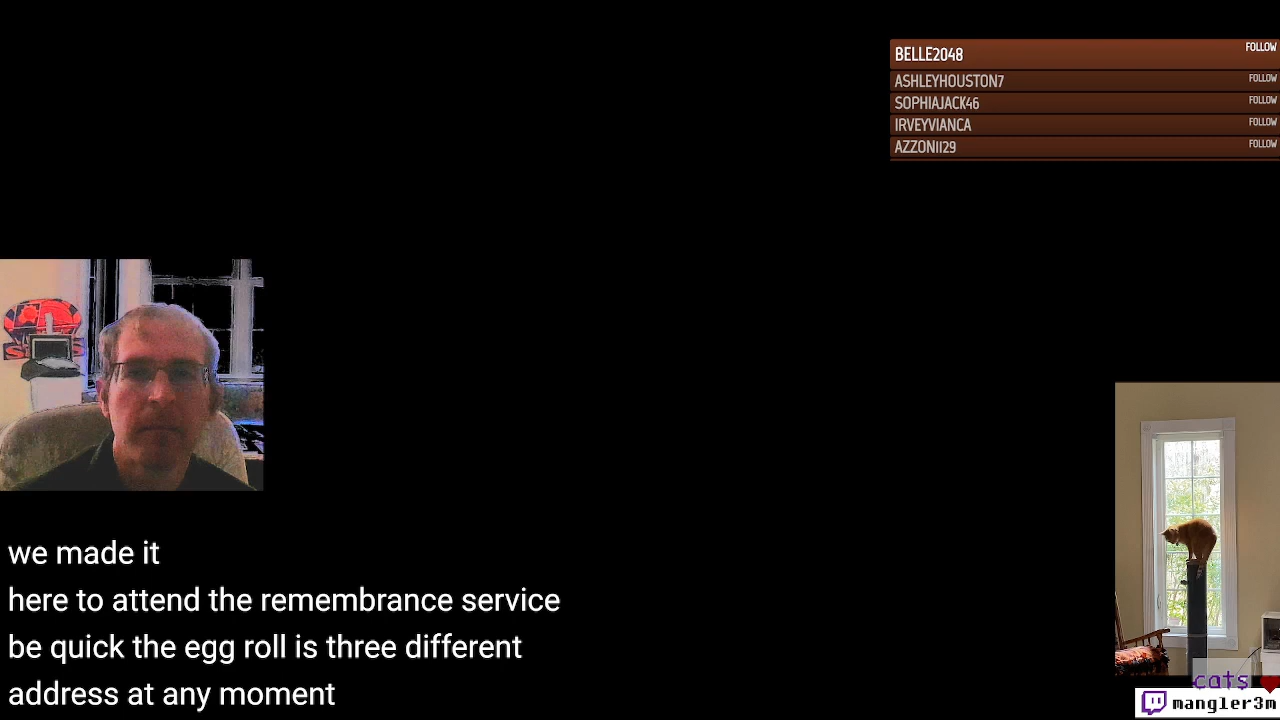 BELLE2048 FOLLOW
ASHLEYHOUSTON7 FOLLOW
SOPHIAJACK46 FOLLOW
IRVEYVIANCA FOLLOW
AZZON1129 FOLLOW
we made it
here to attend the remembrance service
be quick the egg roll is three different
address at any moment
cats
mangler3m